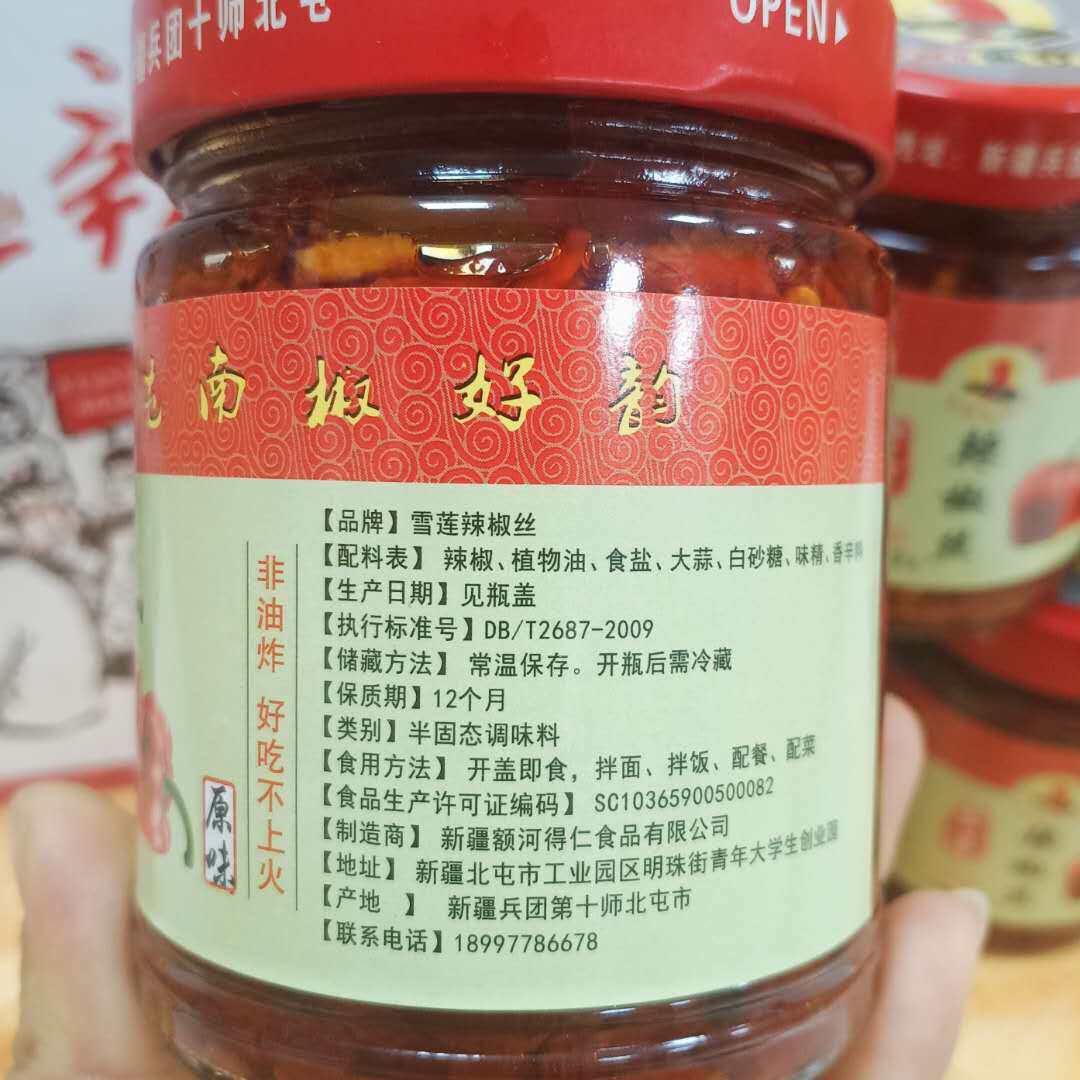 兵团十师北屯
OPEN
南椒好韵
【品牌】雪莲辣椒丝
【配料表】辣椒、植物油、食盐、大蒜、白砂糖、味精、香辛料
【生产日期】见瓶盖
【执行标准号】DB/T2687-2009
【储藏方法】常温保存。开瓶后需冷藏
【保质期】12个月
【类别】半固态调味料
【食用方法】开盖即食，拌面、拌饭、配餐、配菜
【食品生产许可证编码】SC10365900500082
【制造商】新疆额河得仁食品有限公司
【地址】新疆北屯市工业园区明珠街青年大学生创业园
【产地 】 新疆兵团第十师北屯市
【联系电话】18997786678
非油炸 好吃不上火
原味
新疆兵团
辣椒丝